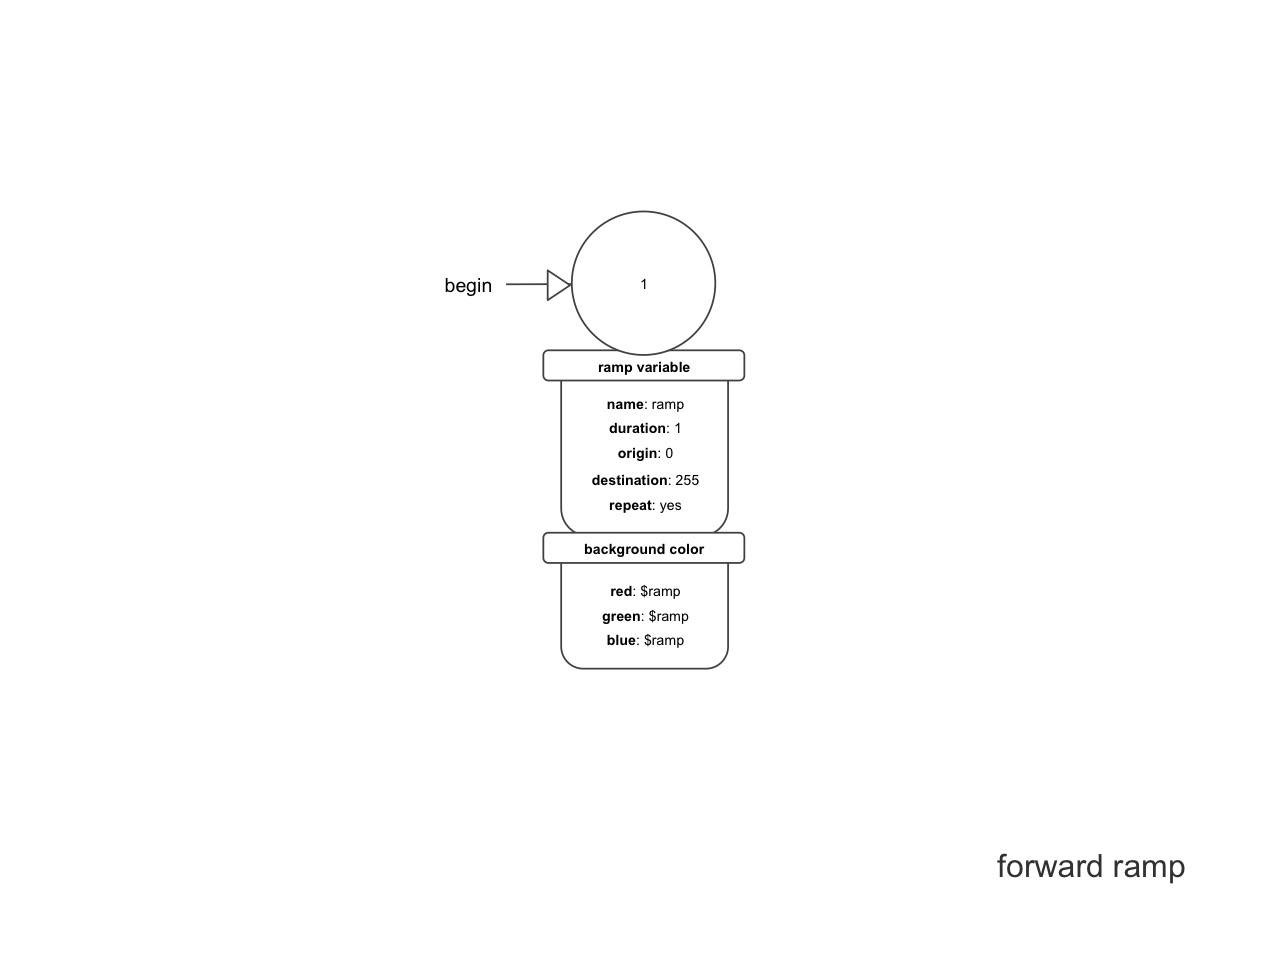 begin
1
ramp variable
name: ramp
duration: 1
origin: 0
destination: 255
repeat: yes
background color
red: $ramp
green: $ramp
blue: $ramp
forward ramp